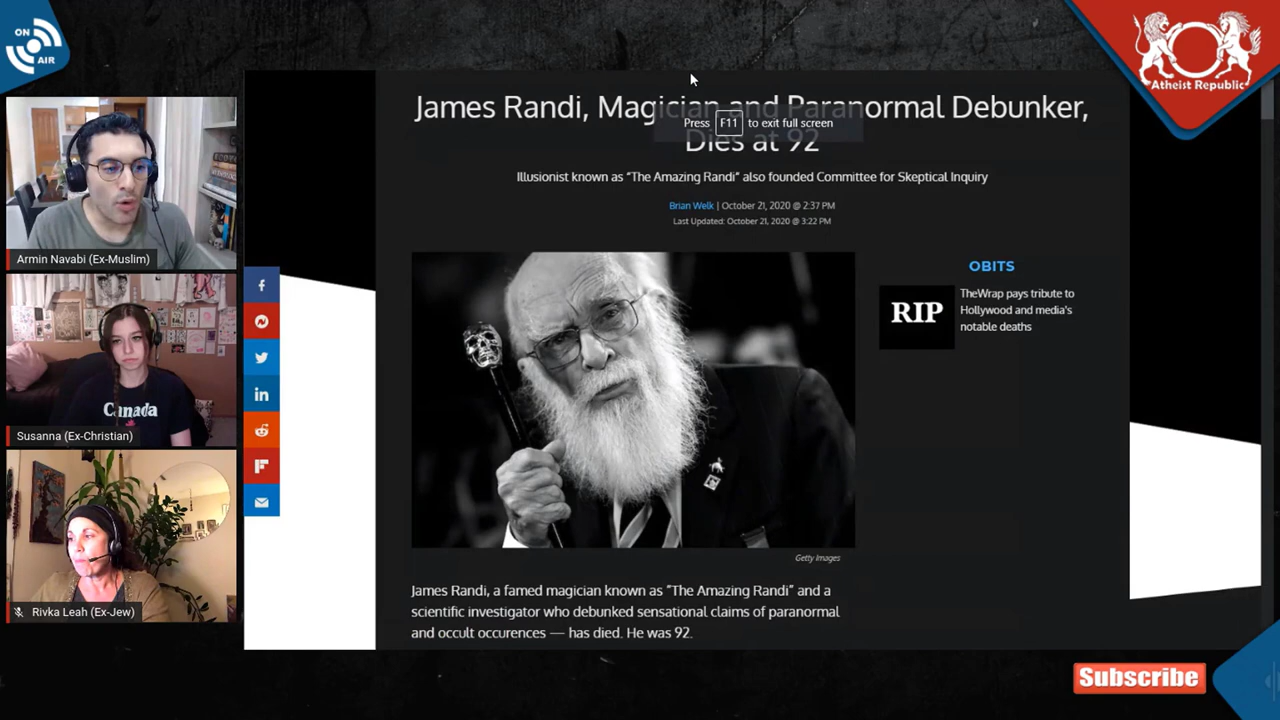 ON
AIR
Atheist Republic
James Randi, Magician and Paranormal Debunker,
Dies at 92
Press F11 to exit full screen
Illusionist known as “The Amazing Randi” also founded Committee for Skeptical Inquiry
Brian Welk | October 21, 2020 @ 2:37 PM
Last Updated: October 21, 2020 @ 3:22 PM
Armin Navabi (Ex-Muslim)
Canada
Susanna (Ex-Christian)
Rivka Leah (Ex-Jew)
OBITS
RIP
TheWrap pays tribute to
Hollywood and media's
notable deaths
Getty Images
James Randi, a famed magician known as “The Amazing Randi” and a
scientific investigator who debunked sensational claims of paranormal
and occult occurences — has died. He was 92.
Subscribe